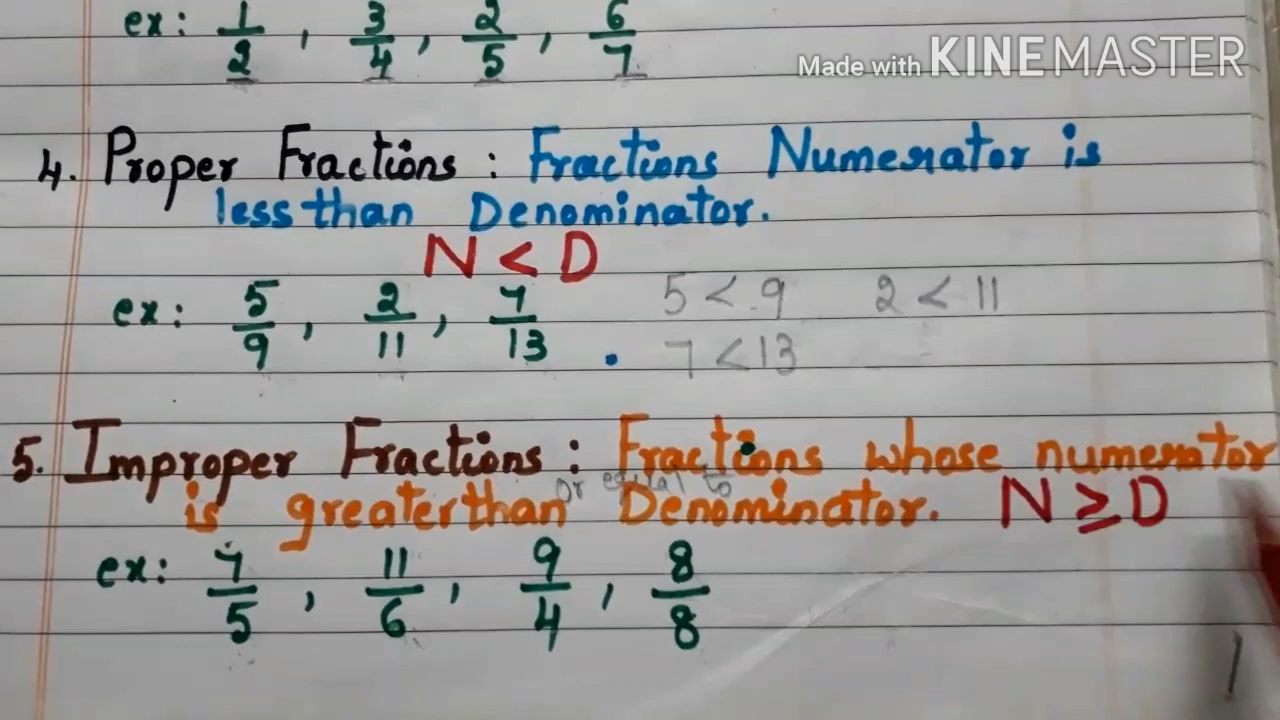 ex: 1/2 , 3/4 , 2/5 , 6/7
Made with KINEMASTER
4. Proper Fractions : Fractions Numerator is
less than Denominator.
N < D
ex: 5/9 , 2/11 , 7/13 . 5 < 9 2 < 11
7 < 13
5. Improper Fractions : Fractions whose numerator
or equal to
is greaterthan Denominator. N ≥ D
ex: 7/5 , 11/6 , 9/4 , 8/8